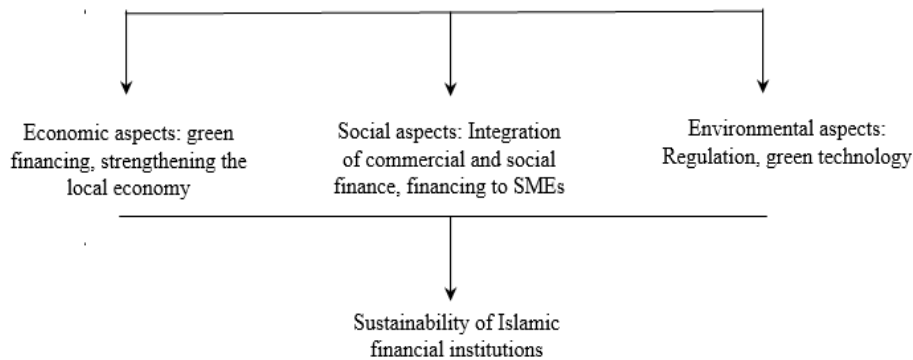 Economic aspects: green
financing, strengthening the
local economy
Social aspects: Integration
of commercial and social
finance, financing to SMEs
Environmental aspects:
Regulation, green technology
Sustainability of Islamic
financial institutions